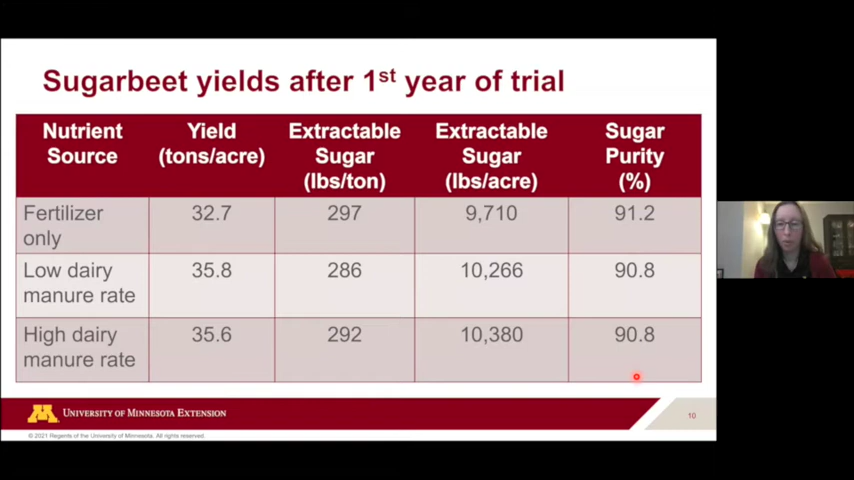 Sugarbeet yields after 1st year of trial
Nutrient Source
Yield (tons/acre)
Extractable Sugar (lbs/ton)
Extractable Sugar (lbs/acre)
Sugar Purity (%)
Fertilizer only
32.7
297
9,710
91.2
Low dairy manure rate
35.8
286
10,266
90.8
High dairy manure rate
35.6
292
10,380
90.8
M
UNIVERSITY OF MINNESOTA EXTENSION
10
© 2021 Regents of the University of Minnesota. All rights reserved.